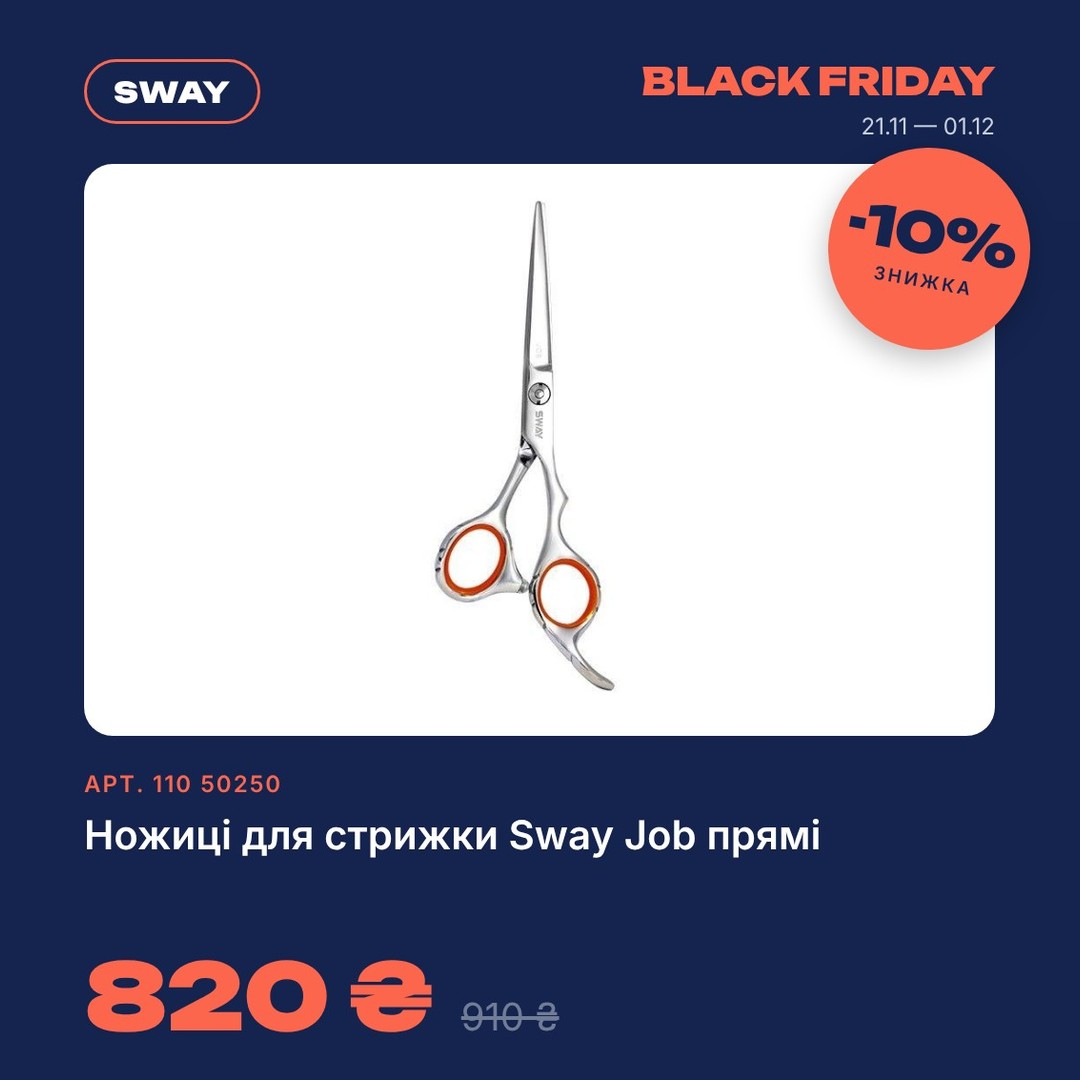 SWAY
BLACK FRIDAY
21.11 — 01.12
-10%
ЗНИЖКА
JOB
SWAY
АРТ. 110 50250
Ножиці для стрижки Sway Job прямі
820 ₴ 910 ₴